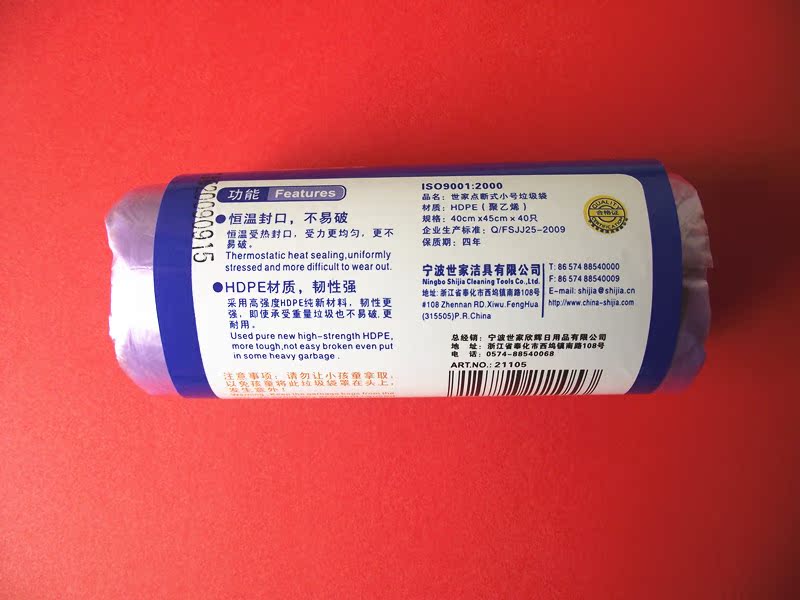 功能 Features
●恒温封口，不易破
恒温受热封口，受力更均匀，更不
易破。
Thermostatic heat sealing,uniformly
stressed and more difficult to wear out.
●HDPE材质，韧性强
采用高强度HDPE纯新材料，韧性更
强，即使承受重量垃圾也不易破,更
耐用。
Used pure new high-strength HDPE,
more tough,not easy broken even put
in some heavy garbage .
注意事项：请勿让小孩童拿取，
以免孩童将此垃圾袋罩在头上，
发生意外！
ISO9001:2000
品名：世家点断式小号垃圾袋
材质：HDPE（聚乙烯）
规格：40cm x45cm x 40只
企业生产标准：Q/FSJJ25-2009
保质期：四年
QUALITY
合格证
宁波世家洁具有限公司
Ningbo Shijia Cleaning Tools Co.,Ltd.
地址: 浙江省奉化市西坞镇南路108号
#108 Zhennan RD.Xiwu.FengHua
(315505)P.R.China
T: 86 574 88540000
F: 86 574 88540009
E-mail: shijia@shijia.cn
http://www.china-shijia.com
总经销：宁波世家欣辉日用品有限公司
地 址：浙江省奉化市西坞镇南路108号
电 话：0574-88540068
ART.NO.: 21105